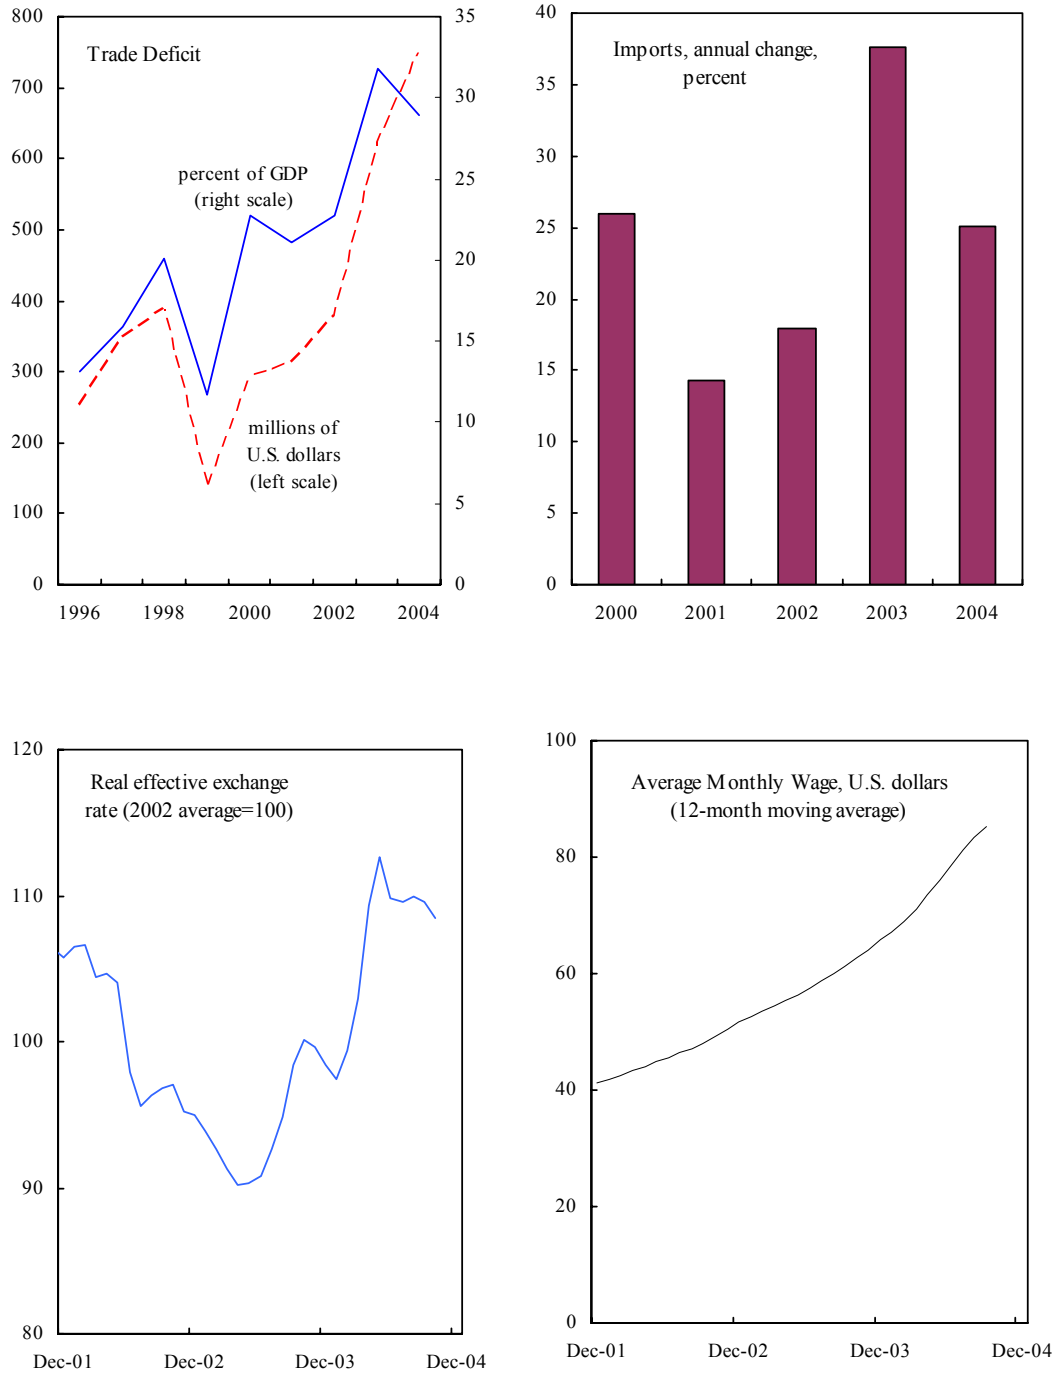 Trade Deficit
800
700
600
500
400
300
200
100
0
35
30
25
20
15
10
5
0
percent of GDP
(right scale)
millions of
U.S. dollars
(left scale)
1996 1998 2000 2002 2004
Imports, annual change,
percent
40
35
30
25
20
15
10
5
0
2000 2001 2002 2003 2004
Real effective exchange
rate (2002 average=100)
120
110
100
90
80
Dec-01 Dec-02 Dec-03 Dec-04
Average Monthly Wage, U.S. dollars
(12-month moving average)
100
80
60
40
20
0
Dec-01 Dec-02 Dec-03 Dec-04